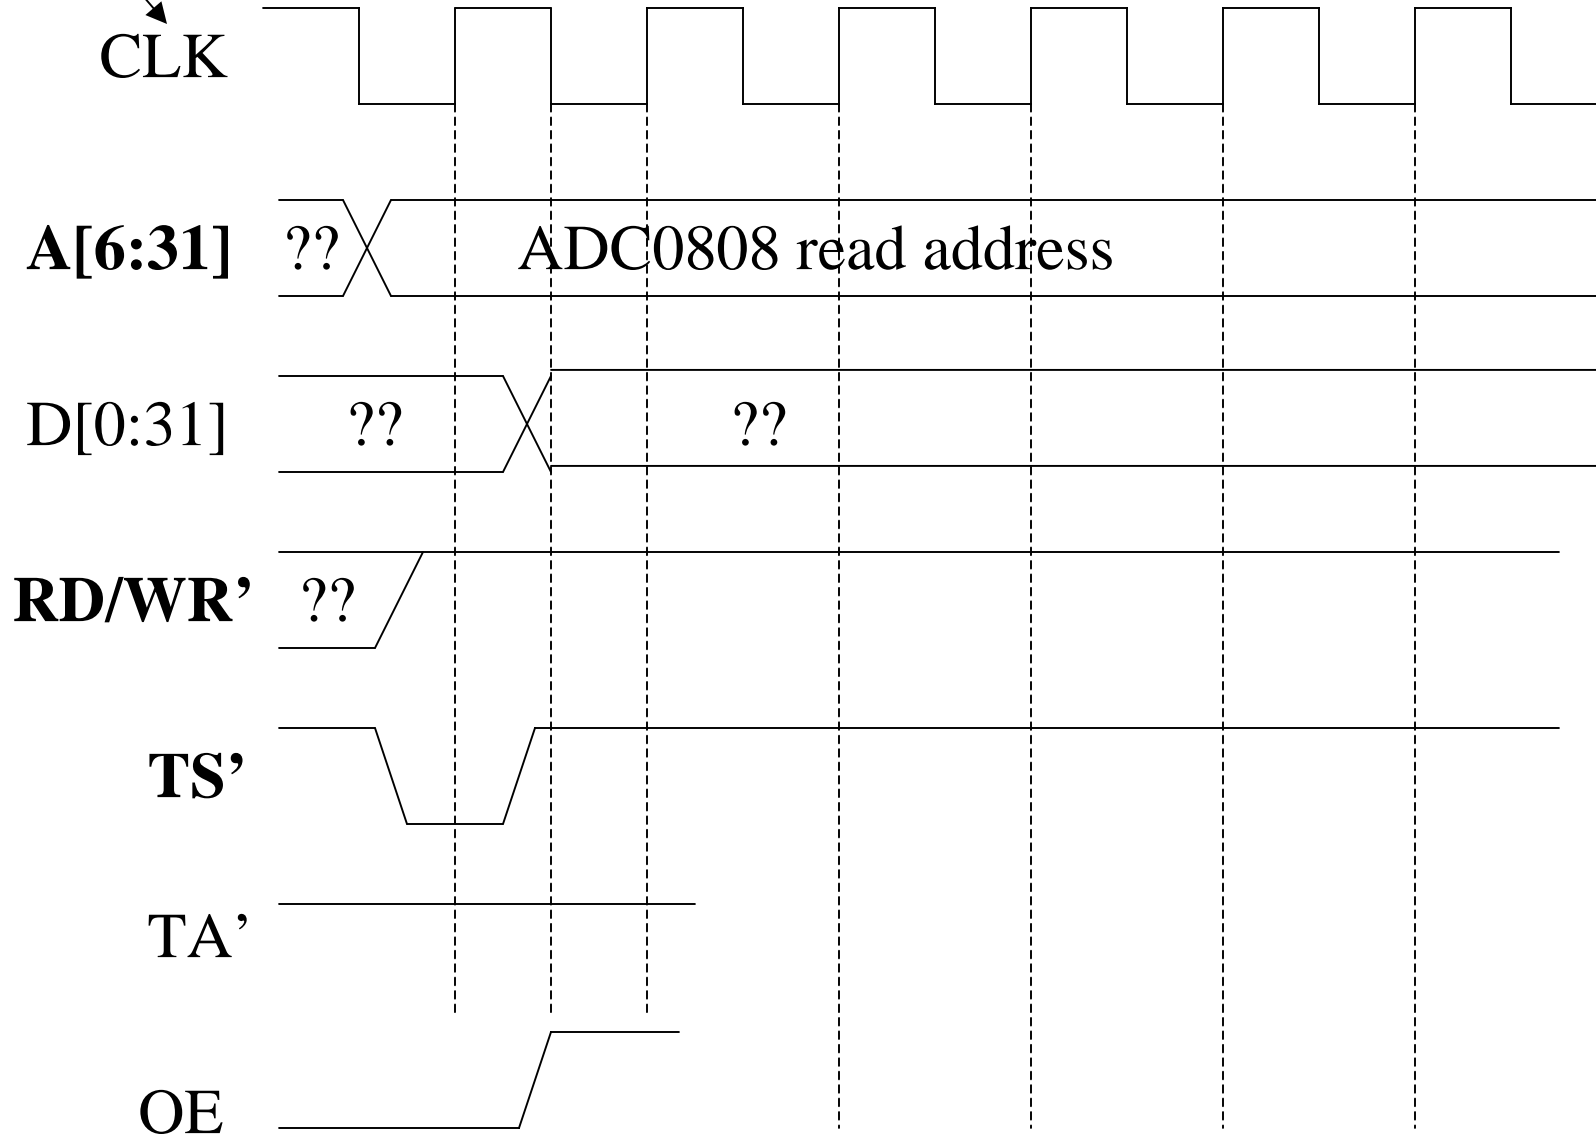 CLK
A[6:31] ?? ADC0808 read address
D[0:31] ?? ??
RD/WR’ ??
TS’
TA’
OE